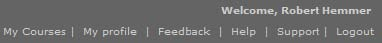 Welcome, Robert Hemmer
My Courses | My profile | Feedback | Help | Support | Logout